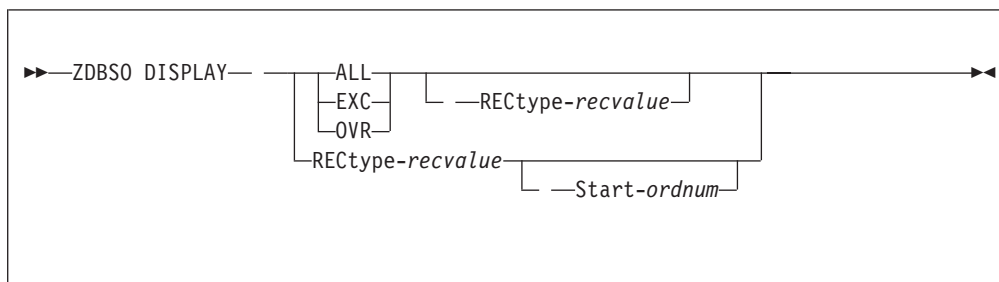 ZDBSO DISPLAY ALL
EXC RECtype-recvalue
OVR
RECtype-recvalue
Start-ordnum